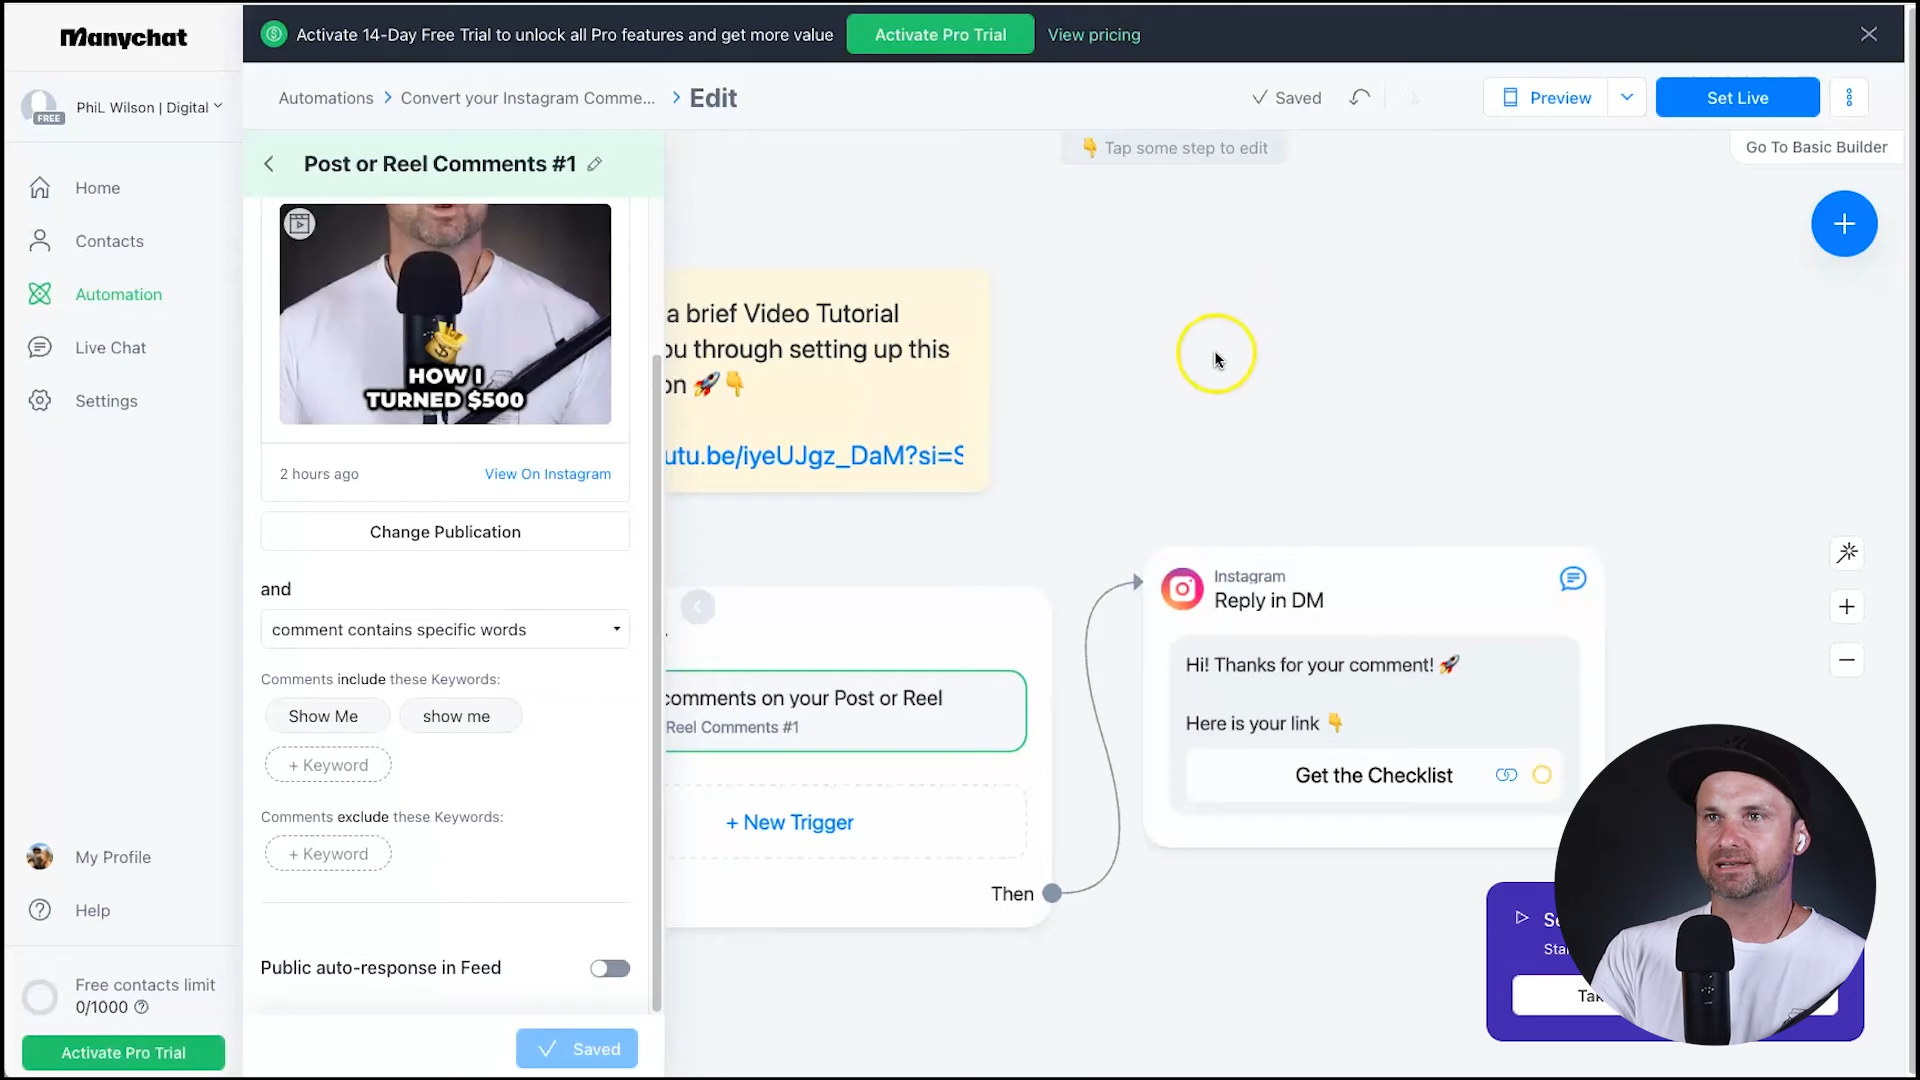 Manychat
Activate 14-Day Free Trial to unlock all Pro features and get more value
Activate Pro Trial
View pricing
PhiL Wilson | Digital
FREE
Automations
Convert your Instagram Comme...
Edit
Saved
Preview
Set Live
Go To Basic Builder
👇 Tap some step to edit
Home
Contacts
Automation
Live Chat
Settings
My Profile
Help
Free contacts limit
0/1000
Activate Pro Trial
Post or Reel Comments #1
HOW I
TURNED $500
2 hours ago
View On Instagram
Change Publication
and
comment contains specific words
Comments include these Keywords:
Show Me
show me
+ Keyword
Comments exclude these Keywords:
+ Keyword
Public auto-response in Feed
Saved
a brief Video Tutorial
ou through setting up this
on 🚀👇
utu.be/iyeUJgz_DaM?si=S
comments on your Post or Reel
Reel Comments #1
+ New Trigger
Then
Instagram
Reply in DM
Hi! Thanks for your comment! 🚀
Here is your link 👇
Get the Checklist